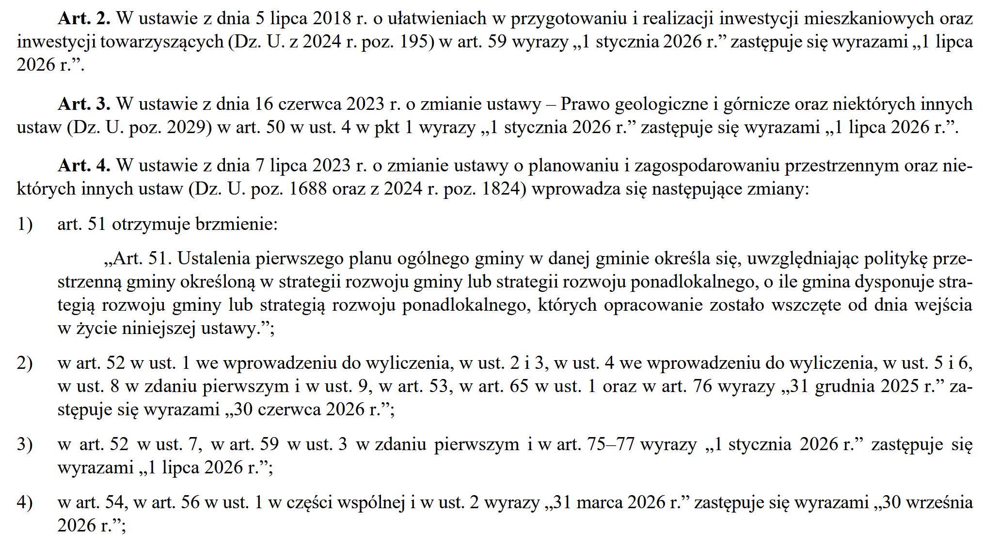 Art. 2. W ustawie z dnia 5 lipca 2018 r. o ułatwieniach w przygotowaniu i realizacji inwestycji mieszkaniowych oraz
inwestycji towarzyszących (Dz. U. z 2024 r. poz. 195) w art. 59 wyrazy „1 stycznia 2026 r.” zastępuje się wyrazami „1 lipca
2026 r.”.
Art. 3. W ustawie z dnia 16 czerwca 2023 r. o zmianie ustawy – Prawo geologiczne i górnicze oraz niektórych innych
ustaw (Dz. U. poz. 2029) w art. 50 w ust. 4 w pkt 1 wyrazy „1 stycznia 2026 r.” zastępuje się wyrazami „1 lipca 2026 r.”.
Art. 4. W ustawie z dnia 7 lipca 2023 r. o zmianie ustawy o planowaniu i zagospodarowaniu przestrzennym oraz nie-
których innych ustaw (Dz. U. poz. 1688 oraz z 2024 r. poz. 1824) wprowadza się następujące zmiany:
1) art. 51 otrzymuje brzmienie:
„Art. 51. Ustalenia pierwszego planu ogólnego gminy w danej gminie określa się, uwzględniając politykę prze-
strzenną gminy określoną w strategii rozwoju gminy lub strategii rozwoju ponadlokalnego, o ile gmina dysponuje stra-
tegią rozwoju gminy lub strategią rozwoju ponadlokalnego, których opracowanie zostało wszczęte od dnia wejścia
w życie niniejszej ustawy.”;
2) w art. 52 w ust. 1 we wprowadzeniu do wyliczenia, w ust. 2 i 3, w ust. 4 we wprowadzeniu do wyliczenia, w ust. 5 i 6,
w ust. 8 w zdaniu pierwszym i w ust. 9, w art. 53, w art. 65 w ust. 1 oraz w art. 76 wyrazy „31 grudnia 2025 r.” za-
stępuje się wyrazami „30 czerwca 2026 r.”;
3) w art. 52 w ust. 7, w art. 59 w ust. 3 w zdaniu pierwszym i w art. 75–77 wyrazy „1 stycznia 2026 r.” zastępuje się
wyrazami „1 lipca 2026 r.”;
4) w art. 54, w art. 56 w ust. 1 w części wspólnej i w ust. 2 wyrazy „31 marca 2026 r.” zastępuje się wyrazami „30 września
2026 r.”;